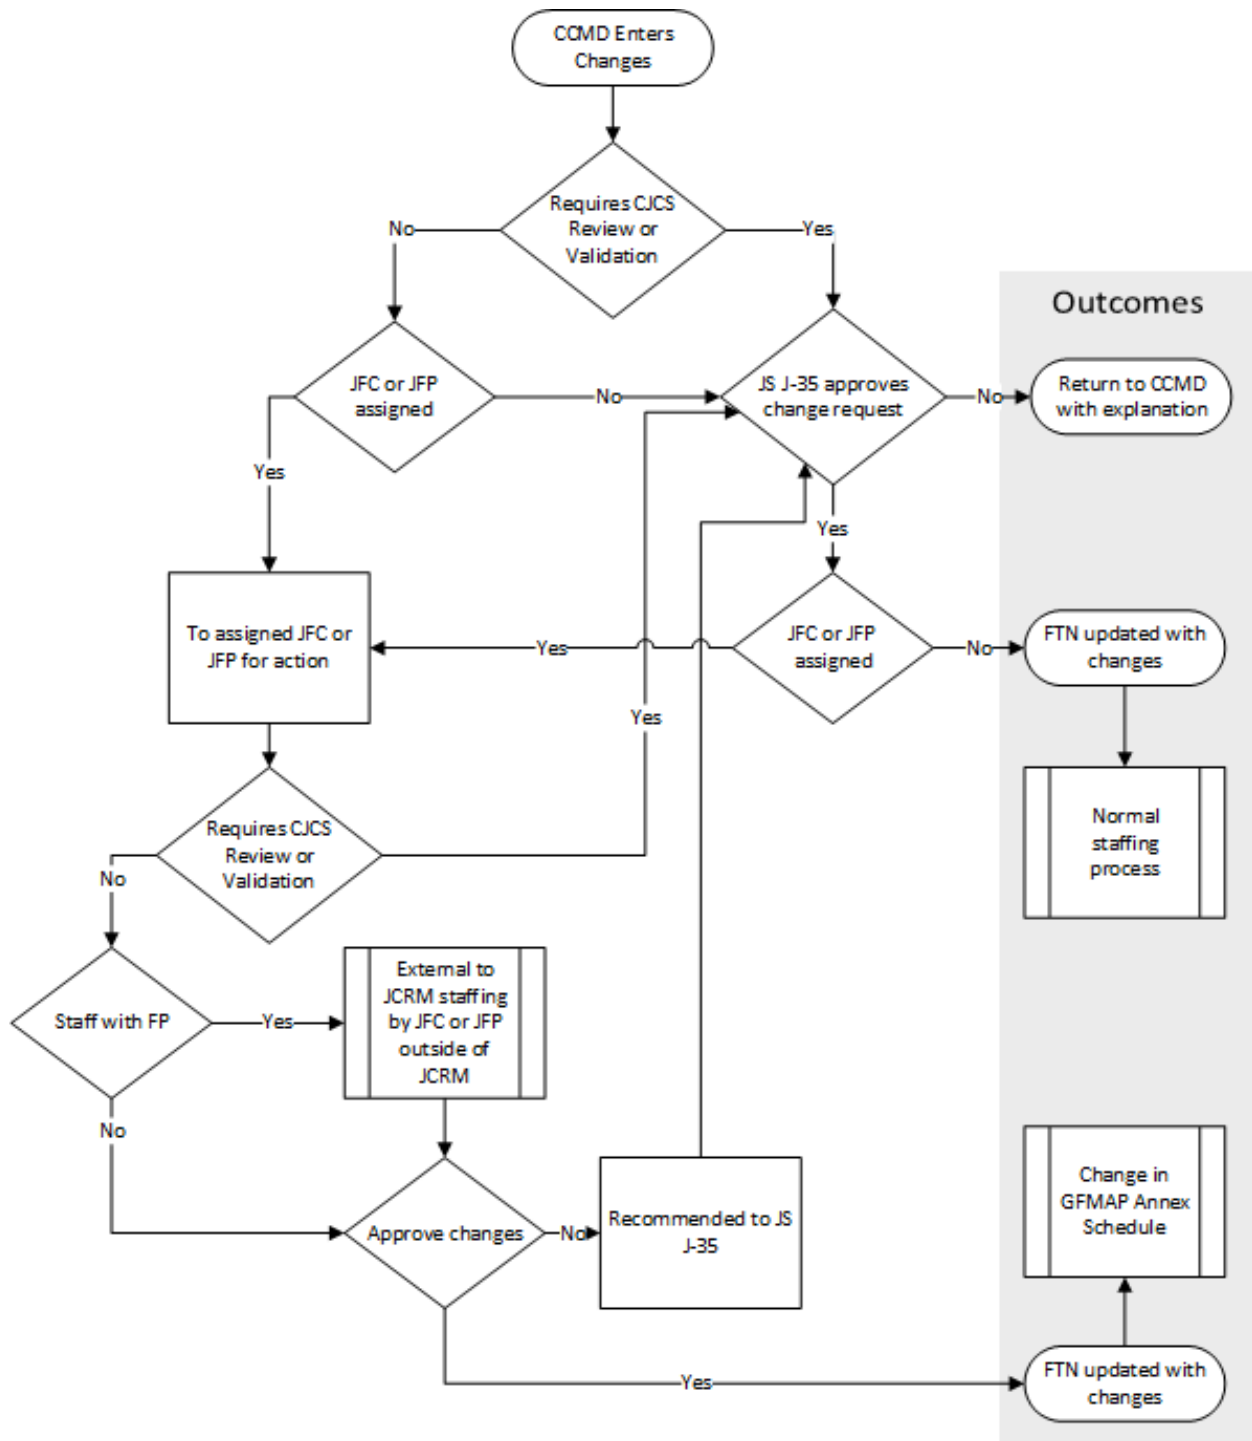 CCMD Enters
Changes
Requires CJCS
Review or
Validation
No
Yes
Outcomes
JFC or JFP
assigned
No
JS J-35 approves
change request
No
Return to CCMD
with explanation
Yes
Yes
To assigned JFC or
JFP for action
Yes
JFC or JFP
assigned
No
FTN updated with
changes
Yes
Normal
staffing
process
Requires CJCS
Review or
Validation
No
Staff with FP
Yes
External to
JCRM staffing
by JFC or JFP
outside of
JCRM
No
Approve changes
No
Recommended to JS
J-35
Change in
GFMAP Annex
Schedule
Yes
FTN updated with
changes